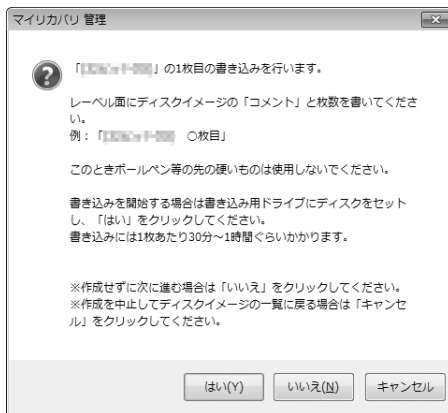 マイリカバリ 管理
「」の1枚目の書き込みを行います。
レーベル面にディスクイメージの「コメント」と枚数を書いてくださ
い。
例：「　○枚目」
このときボールペン等の先の硬いものは使用しないでください。
書き込みを開始する場合は書き込み用ドライブにディスクをセット
し、「はい」をクリックしてください。
書き込みには1枚あたり30分～1時間ぐらいかかります。
※作成せずに次に進む場合は「いいえ」をクリックしてください。
※作成を中止してディスクイメージの一覧に戻る場合は「キャンセ
ル」をクリックしてください。
はい(Y)　いいえ(N)　キャンセル